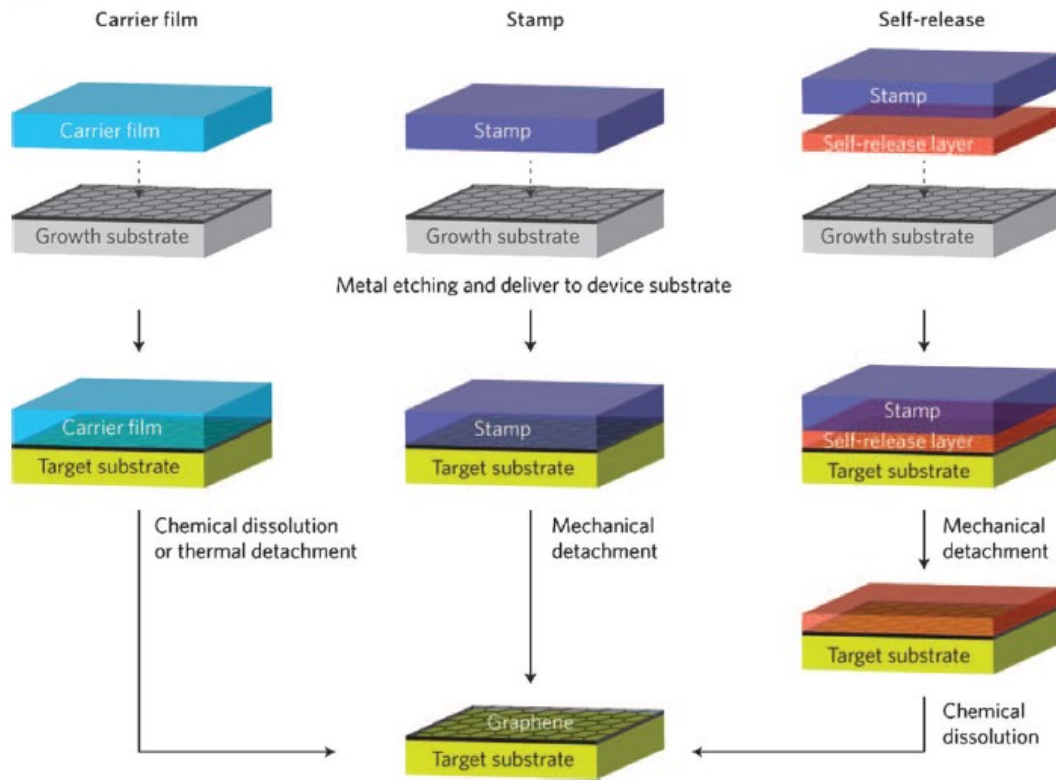 Carrier film
Stamp
Self-release
Carrier film
Stamp
Stamp
Self-release layer
Growth substrate
Growth substrate
Growth substrate
Metal etching and deliver to device substrate
Carrier film
Target substrate
Stamp
Target substrate
Stamp
Self-release layer
Target substrate
Chemical dissolution
or thermal detachment
Mechanical
detachment
Mechanical
detachment
Target substrate
Graphene
Target substrate
Chemical
dissolution